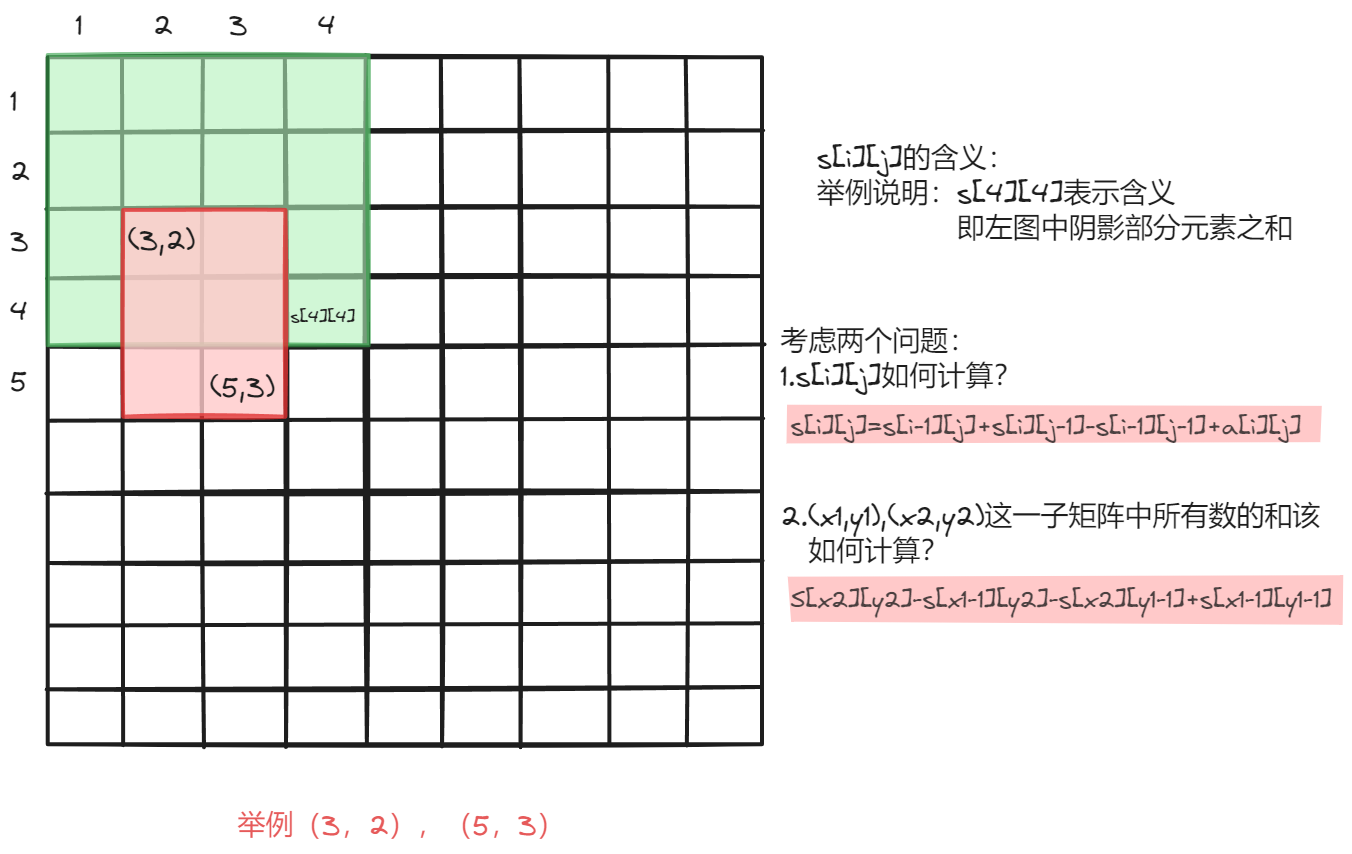 1 2 3 4
1
2
3
4
5
(3,2)
s[4][4]
(5,3)
s[i][j]的含义：
举例说明：s[4][4]表示含义
即左图中阴影部分元素之和
考虑两个问题：
1.s[i][j]如何计算？
s[i][j]=s[i-1][j]+s[i][j-1]-s[i-1][j-1]+a[i][j]
2.(x1,y1),(x2,y2)这一子矩阵中所有数的和该
如何计算？
S[x2][y2]-s[x1-1][y2]-s[x2][y1-1]+s[x1-1][y1-1]
举例（3，2），（5，3）